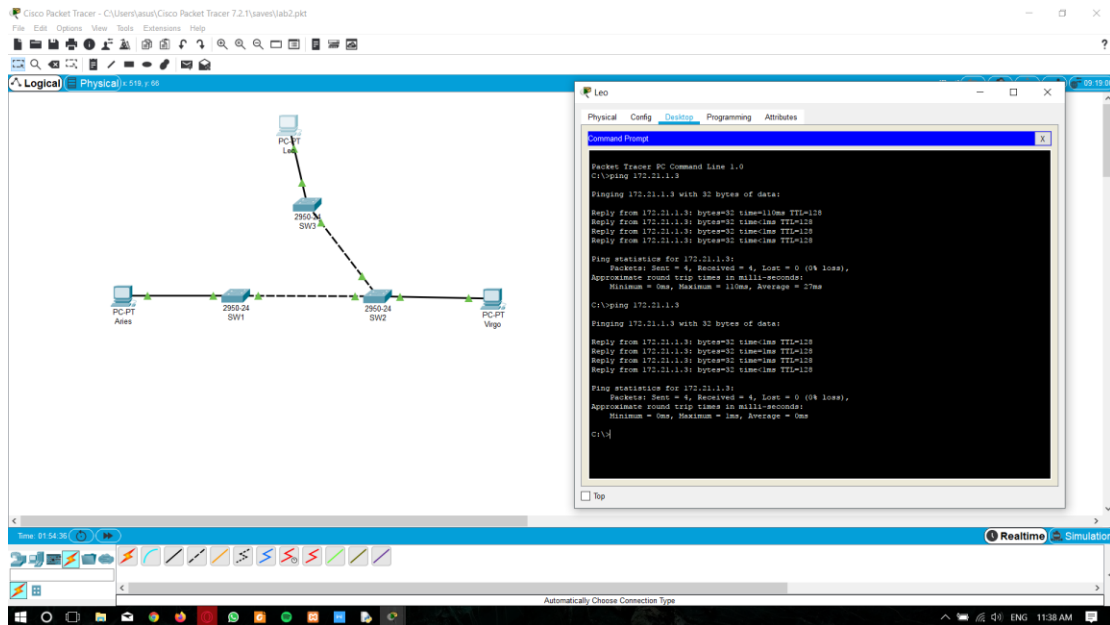 Cisco Packet Tracer - C:\Users\asus\Cisco Packet Tracer 7.2.1\saves\lab2.pkt
File Edit Options View Tools Extensions Help
?
Logical Physical x: 519, y: 66
09:19:0
PC-PT
Leo
2950-24
SW3
PC-PT
Aries
2950-24
SW1
2950-24
SW2
PC-PT
Virgo
Leo
Physical Config Desktop Programming Attributes
Command Prompt
X
Packet Tracer PC Command Line 1.0
C:\>ping 172.21.1.3
Pinging 172.21.1.3 with 32 bytes of data:
Reply from 172.21.1.3: bytes=32 time=110ms TTL=128
Reply from 172.21.1.3: bytes=32 time<1ms TTL=128
Reply from 172.21.1.3: bytes=32 time<1ms TTL=128
Reply from 172.21.1.3: bytes=32 time<1ms TTL=128
Ping statistics for 172.21.1.3:
Packets: Sent = 4, Received = 4, Lost = 0 (0% loss),
Approximate round trip times in milli-seconds:
Minimum = 0ms, Maximum = 110ms, Average = 27ms
C:\>ping 172.21.1.3
Pinging 172.21.1.3 with 32 bytes of data:
Reply from 172.21.1.3: bytes=32 time<1ms TTL=128
Reply from 172.21.1.3: bytes=32 time=1ms TTL=128
Reply from 172.21.1.3: bytes=32 time=1ms TTL=128
Reply from 172.21.1.3: bytes=32 time<1ms TTL=128
Ping statistics for 172.21.1.3:
Packets: Sent = 4, Received = 4, Lost = 0 (0% loss),
Approximate round trip times in milli-seconds:
Minimum = 0ms, Maximum = 1ms, Average = 0ms
C:\>
Top
Time: 01:54:36
Realtime Simulation
Automatically Choose Connection Type
ENG 11:38 AM